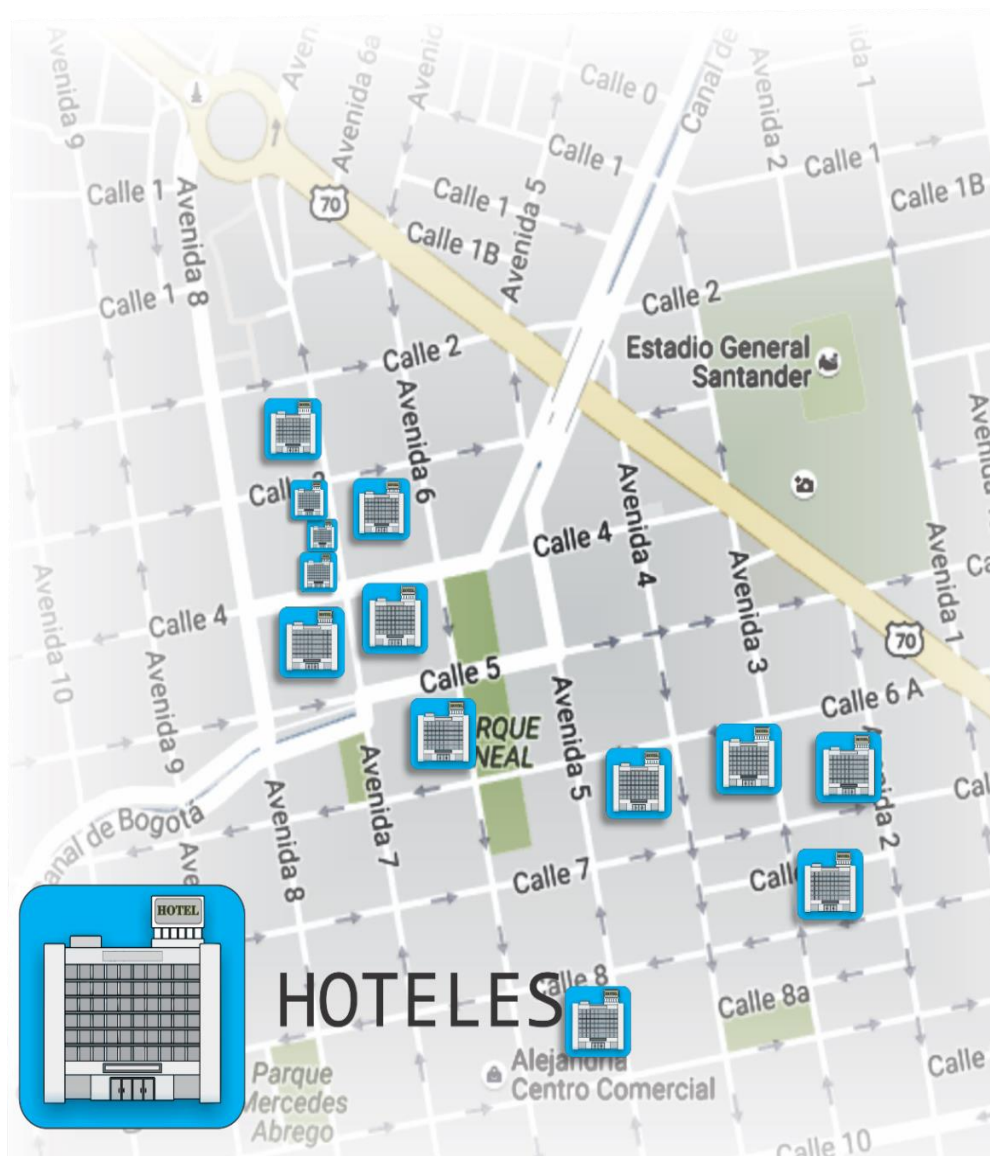 Avenida 9
Avenida 6a
Avenida
Calle 0
Canal de
Avenida 2
Calle 1
Avenida 8
70
Calle 1
Calle 1B
Avenida 5
Calle 1
Calle 1
Calle 1B
Calle 1
Calle 2
Calle 2
Estadio General
Santander
Avenida 6
HOTEL
Avenida 4
Calle 4
Calle 4
Avenida 3
Avenida 1
70
Avenida 10
Avenida 9
Calle 5
Avenida 5
Calle 6 A
RQUE
NEAL
Avenida 7
Avenida 8
Canal de Bogotá
Calle 7
HOTEL
HOTELES
Calle 8
Calle 8a
Alejandria
Centro Comercial
Parque
Mercedes
Abrego
Calle
Calle 10